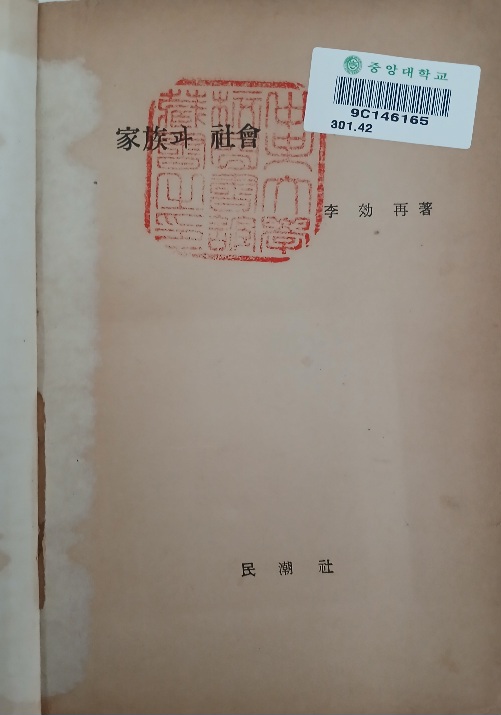 중앙대학교
9C146165
301.42
家族과 社會
李効再著
民潮社